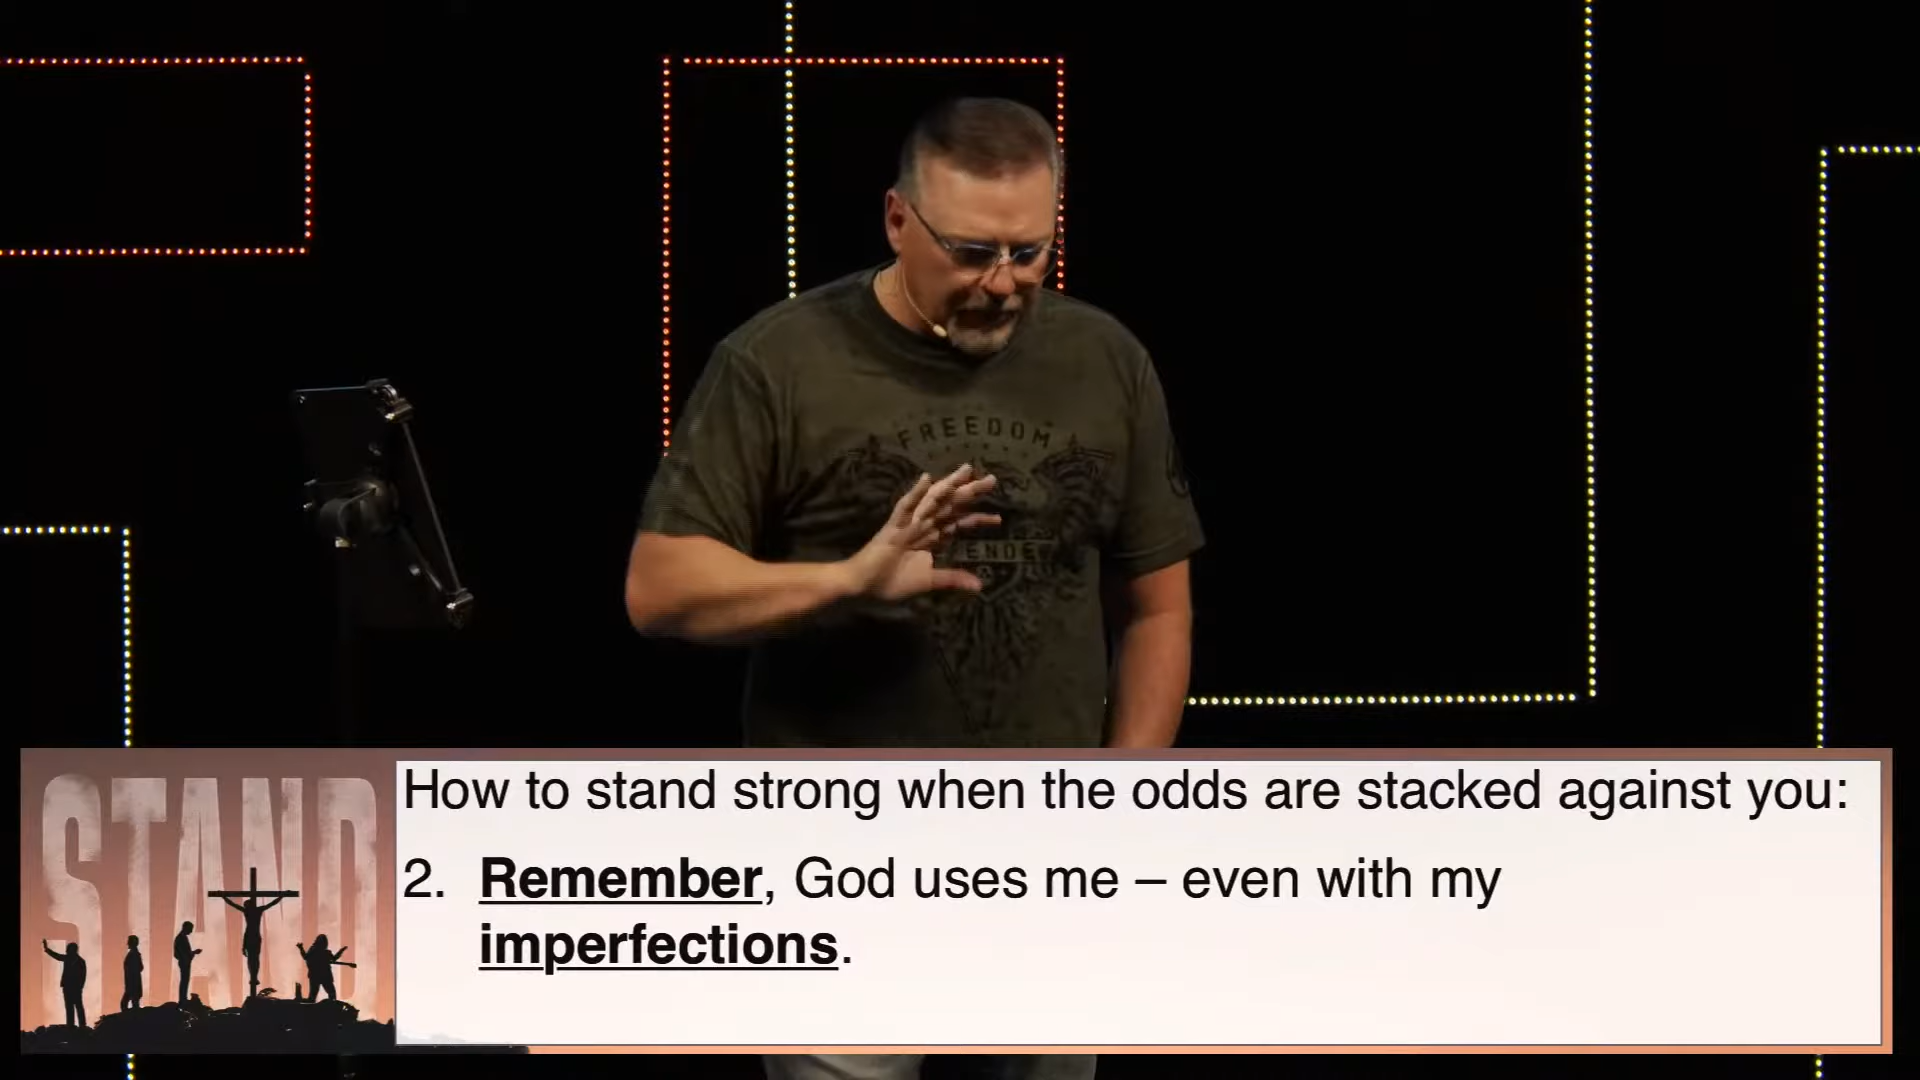 FREEDOM
STAND
How to stand strong when the odds are stacked against you:
2. Remember, God uses me – even with my
imperfections.